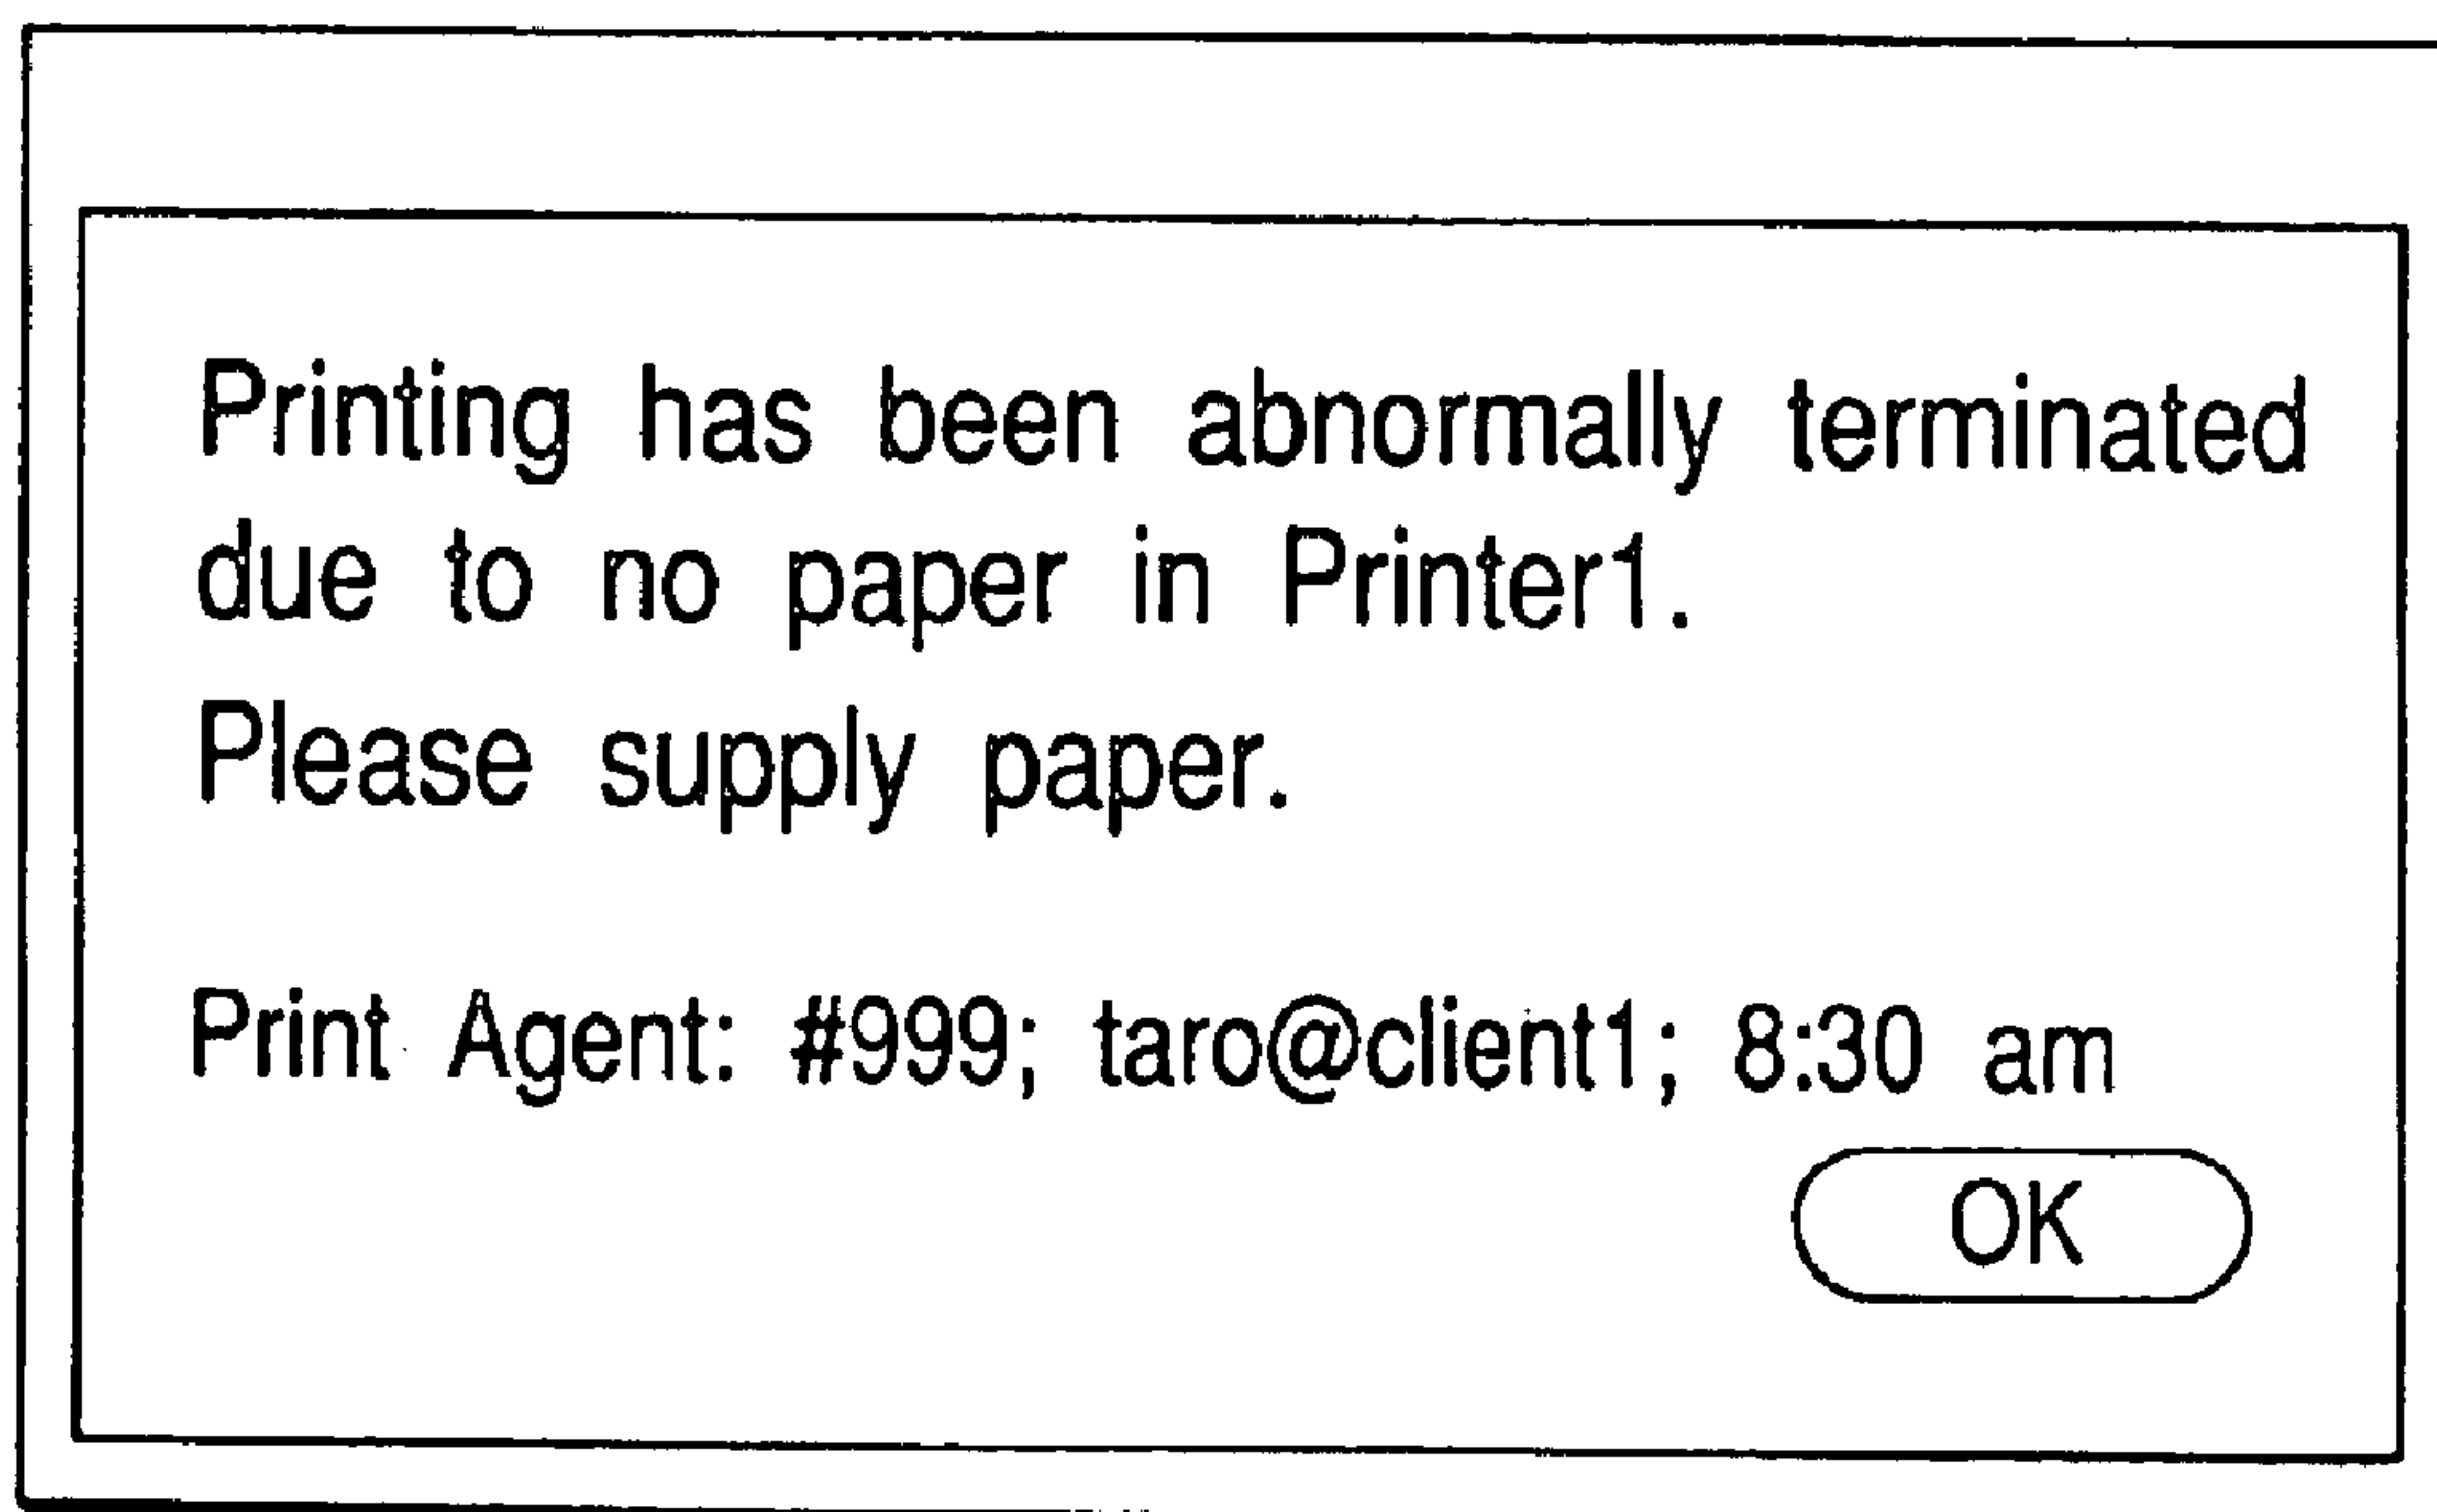 Printing has been abnormally terminated
due to no paper in Printer1.
Please supply paper.
Print Agent: #999; taro@client1; 8:30 am
OK